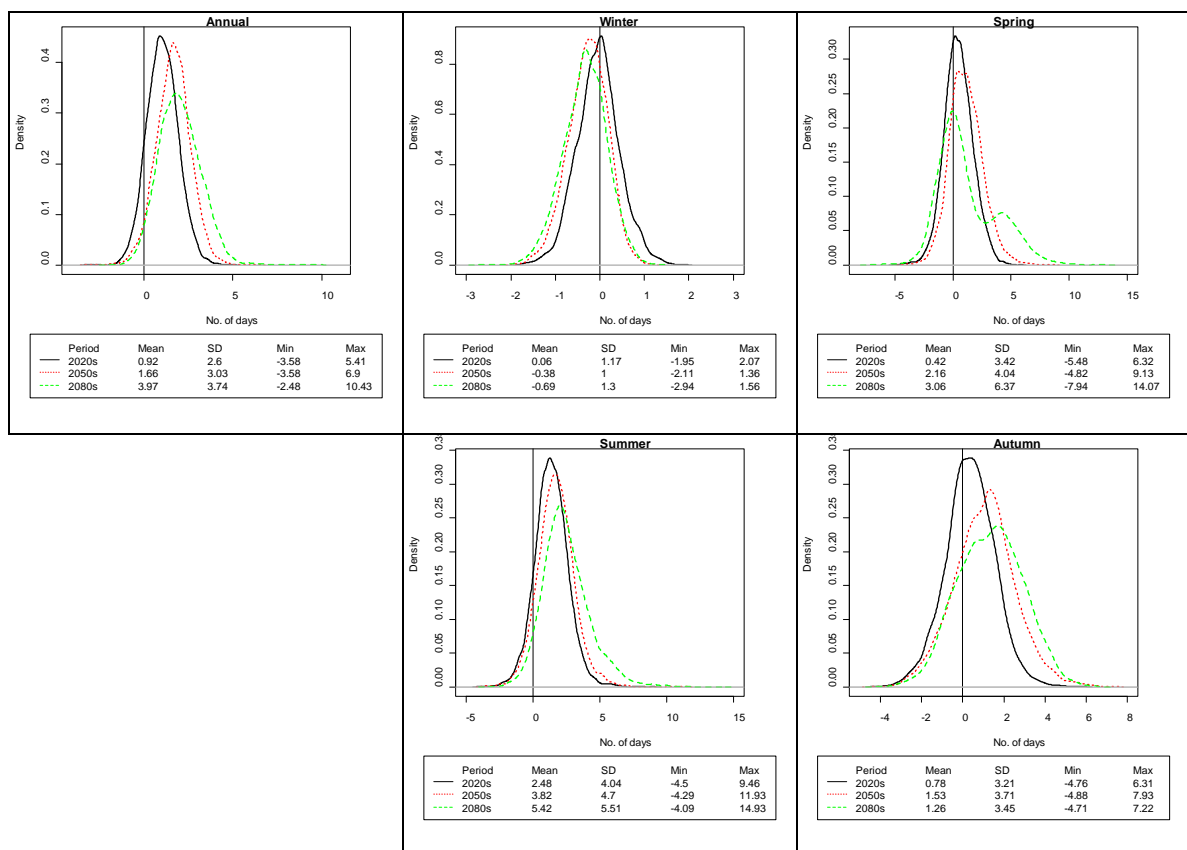 Annual
Density
0.0 0.1 0.2 0.3 0.4
0 5 10
No. of days
Period Mean SD Min Max
2020s 0.92 2.6 -3.58 5.41
2050s 1.66 3.03 -3.58 6.9
2080s 3.97 3.74 -2.48 10.43
Winter
Density
0.0 0.2 0.4 0.6 0.8
-3 -2 -1 0 1 2 3
No. of days
Period Mean SD Min Max
2020s 0.06 1.17 -1.95 2.07
2050s -0.38 1 -2.11 1.36
2080s -0.69 1.3 -2.94 1.56
Spring
Density
0.00 0.05 0.10 0.15 0.20 0.25 0.30
-5 0 5 10 15
No. of days
Period Mean SD Min Max
2020s 0.42 3.42 -5.48 6.32
2050s 2.16 4.04 -4.82 9.13
2080s 3.06 6.37 -7.94 14.07
Summer
Density
0.00 0.05 0.10 0.15 0.20 0.25 0.30
-5 0 5 10 15
No. of days
Period Mean SD Min Max
2020s 2.48 4.04 -4.5 9.46
2050s 3.82 4.7 -4.29 11.93
2080s 5.42 5.51 -4.09 14.93
Autumn
Density
0.00 0.05 0.10 0.15 0.20 0.25 0.30
-4 -2 0 2 4 6 8
No. of days
Period Mean SD Min Max
2020s 0.78 3.21 -4.76 6.31
2050s 1.53 3.71 -4.88 7.93
2080s 1.26 3.45 -4.71 7.22